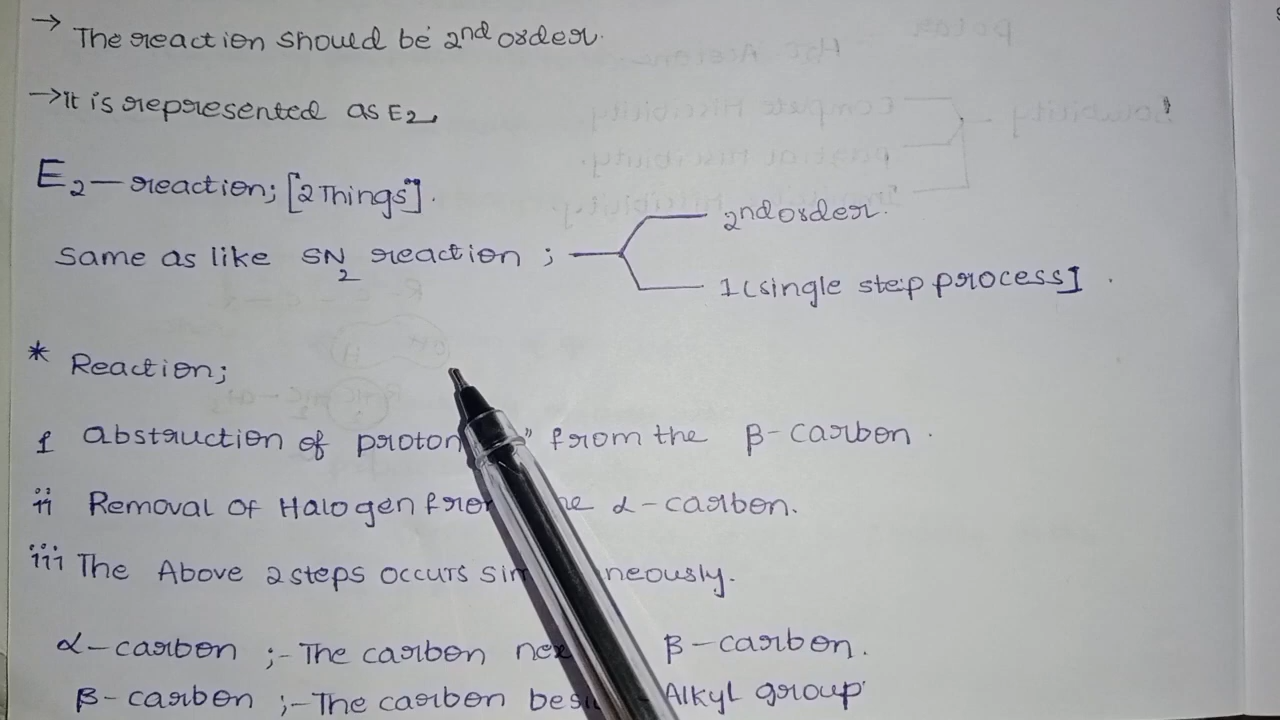 → The reaction should be 2nd order.
→ it is represented as E2
E2 – reaction; [2 Things].
same as like SN2 reaction ; 2nd order.
1 (single step process] .
* Reaction;
i abstruction of proton " from the β-carbon.
ii Removal of Halogen α-carbon.
iii The Above 2 steps occurs
α-carbon ;- The carbon β-carbon.
β-carbon ;- The carbon Alkyl group